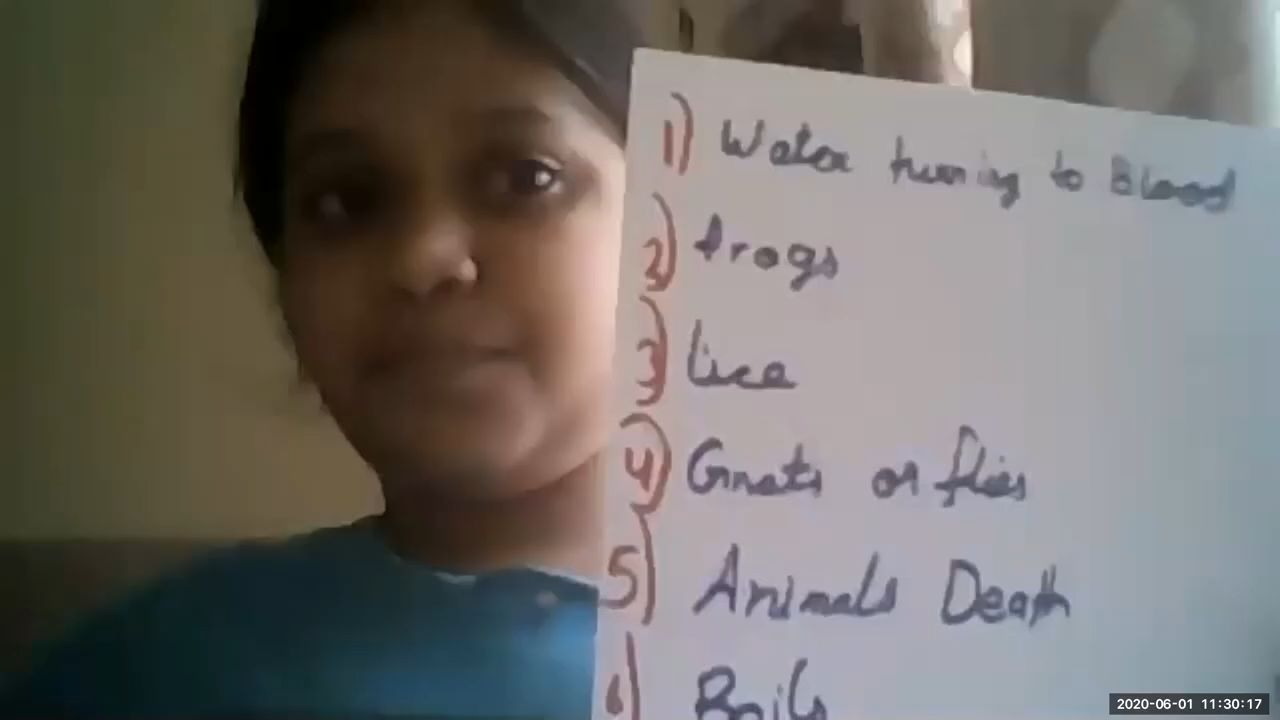 1) Water turning to Blood
2) frogs
3) lice
4) Gnats or flies
5) Animals Death
6) Boils
2020-06-01 11:30:17